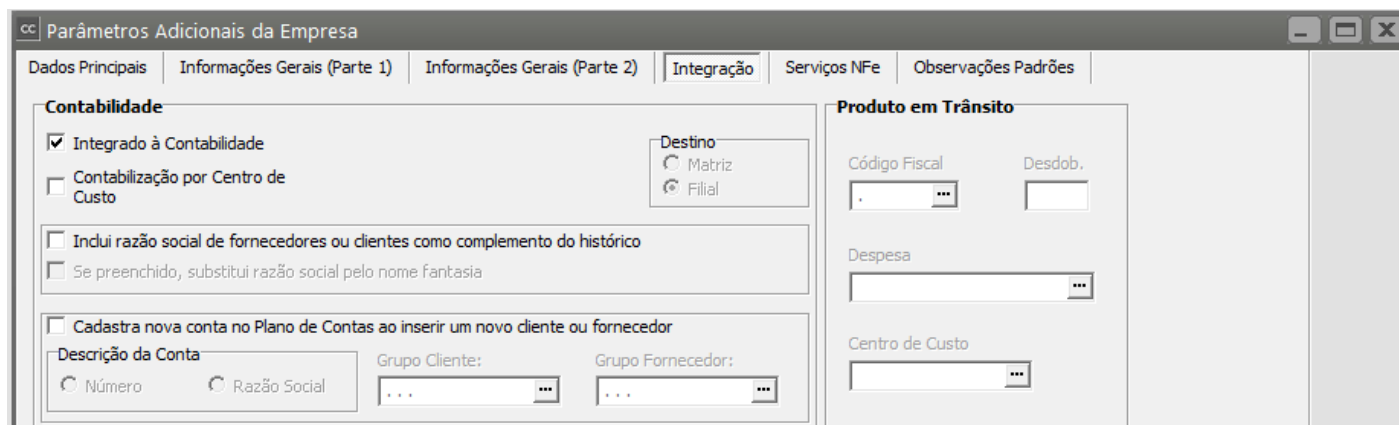 cc Parâmetros Adicionais da Empresa
Dados Principais Informações Gerais (Parte 1) Informações Gerais (Parte 2) Integração Serviços NFe Observações Padrões
Contabilidade
Integrado à Contabilidade
Contabilização por Centro de
Custo
Destino
Matriz
Filial
Inclui razão social de fornecedores ou clientes como complemento do histórico
Se preenchido, substitui razão social pelo nome fantasia
Cadastra nova conta no Plano de Contas ao inserir um novo cliente ou fornecedor
Descrição da Conta
Número Razão Social
Grupo Cliente: Grupo Fornecedor:
. . . ... . . . ...
Produto em Trânsito
Código Fiscal Desdob.
. ...
Despesa
...
Centro de Custo
...